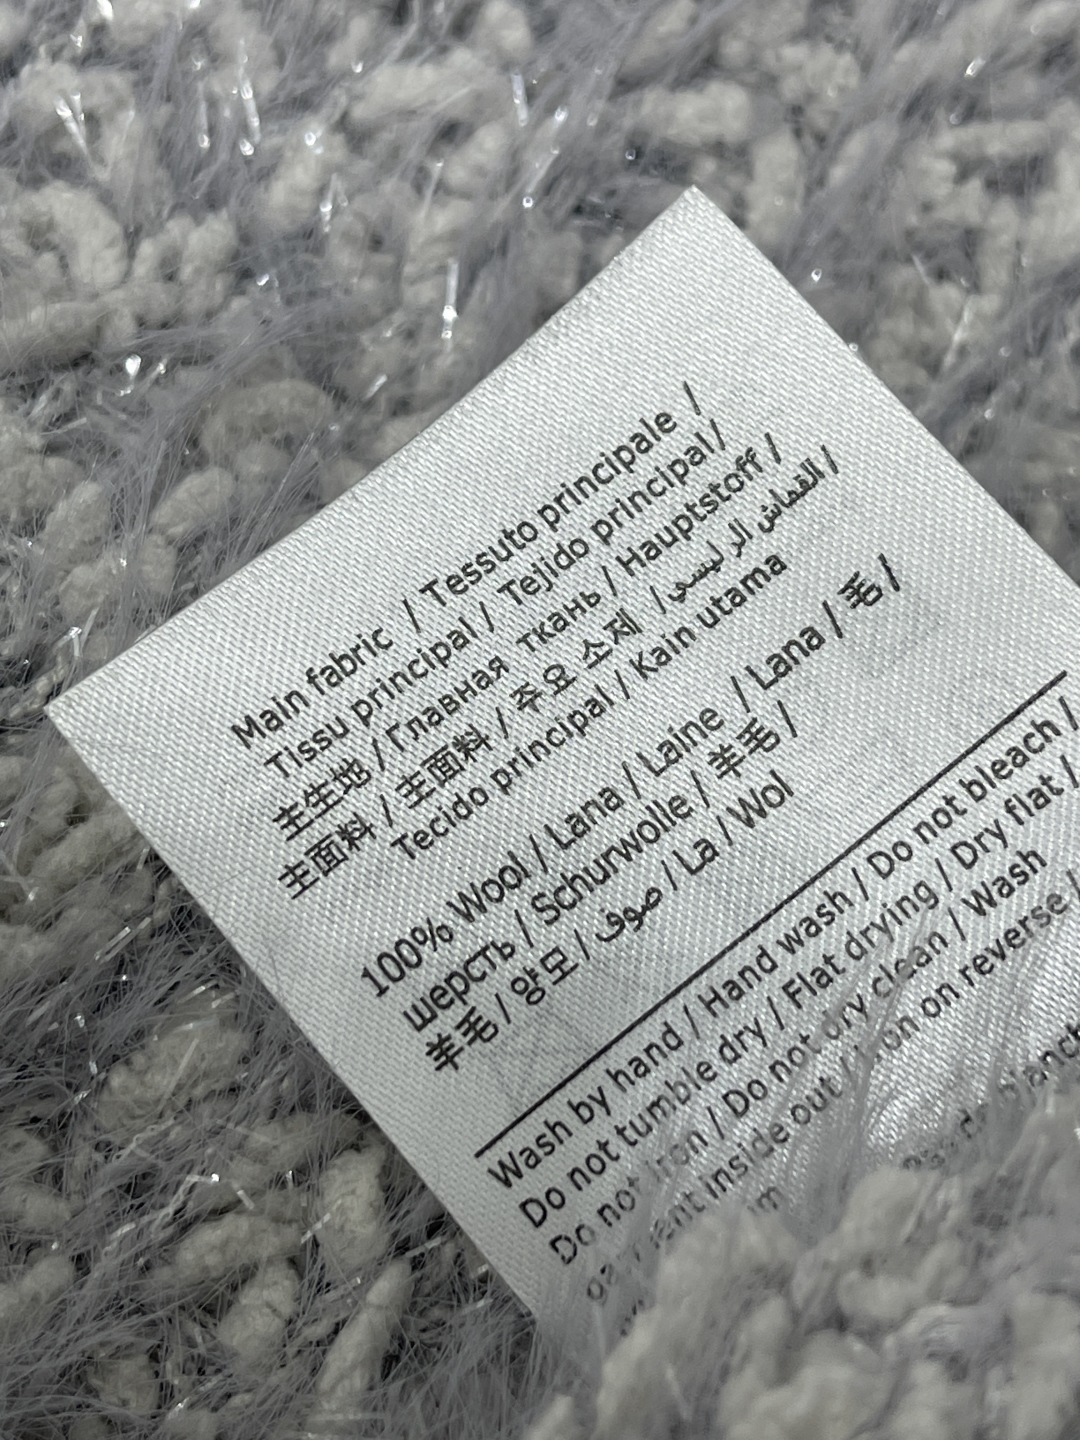 Main fabric / Tessuto principale /
Tissu principal / Tejido principal/
主生地 / Главная ткань / Hauptstoff /
主面料 / 主面料 / 주요 소재 / القماش الرئيسي /
Tecido principal / Kain utama
100% Wool / Lana / Laine / Lana / 毛 /
шерсть / Schurwolle / 羊毛 /
羊毛 / 양모 / صوف / La / Wol
Wash by hand / Hand wash / Do not bleach /
Do not tumble dry / Flat drying / Dry flat /
Do not iron / Do not dry clean / Wash
garment inside out / Iron on reverse /